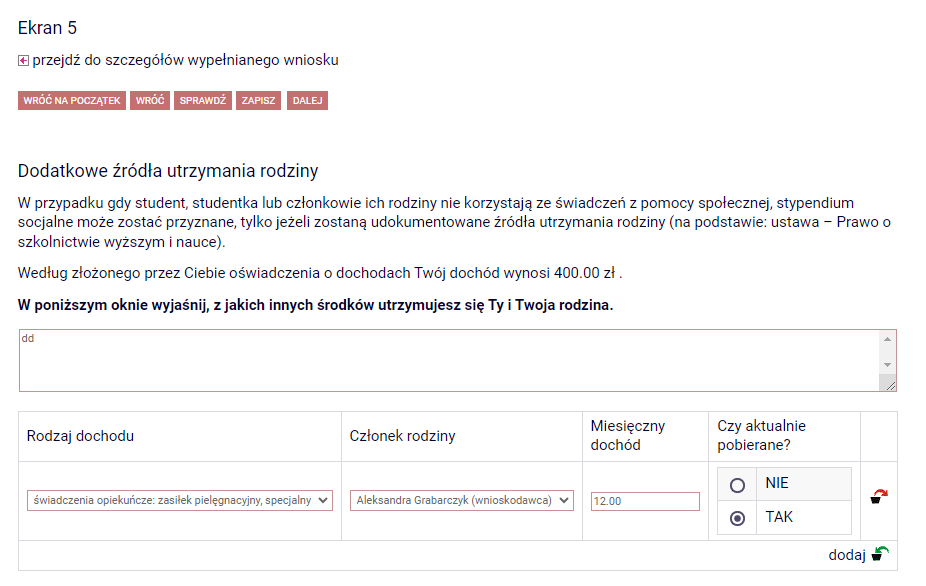 Ekran 5
przejdź do szczegółów wypełnianego wniosku
WRÓĆ NA POCZĄTEK WRÓĆ SPRAWDŹ ZAPISZ DALEJ
Dodatkowe źródła utrzymania rodziny
W przypadku gdy student, studentka lub członkowie ich rodziny nie korzystają ze świadczeń z pomocy społecznej, stypendium
socjalne może zostać przyznane, tylko jeżeli zostaną udokumentowane źródła utrzymania rodziny (na podstawie: ustawa – Prawo o
szkolnictwie wyższym i nauce).
Według złożonego przez Ciebie oświadczenia o dochodach Twój dochód wynosi 400.00 zł .
W poniższym oknie wyjaśnij, z jakich innych środków utrzymujesz się Ty i Twoja rodzina.
dd
Rodzaj dochodu Członek rodziny Miesięczny dochód Czy aktualnie pobierane?
świadczenia opiekuńcze: zasiłek pielęgnacyjny, specjalny Aleksandra Grabarczyk (wnioskodawca) 12.00 NIE
TAK
dodaj